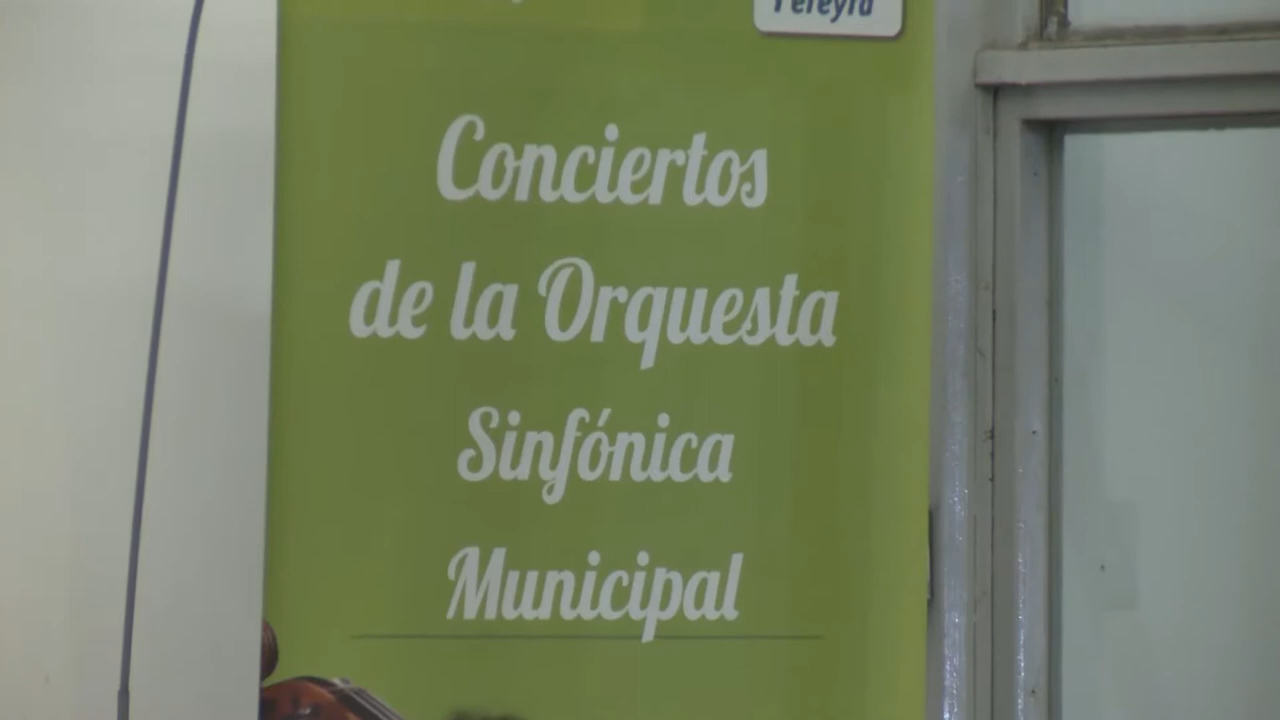 Pereyra
Conciertos
de la Orquesta
Sinfónica
Municipal